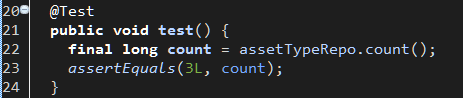 20 @Test
21 public void test() {
22 final long count = assetTypeRepo.count();
23 assertEquals(3L, count);
24 }